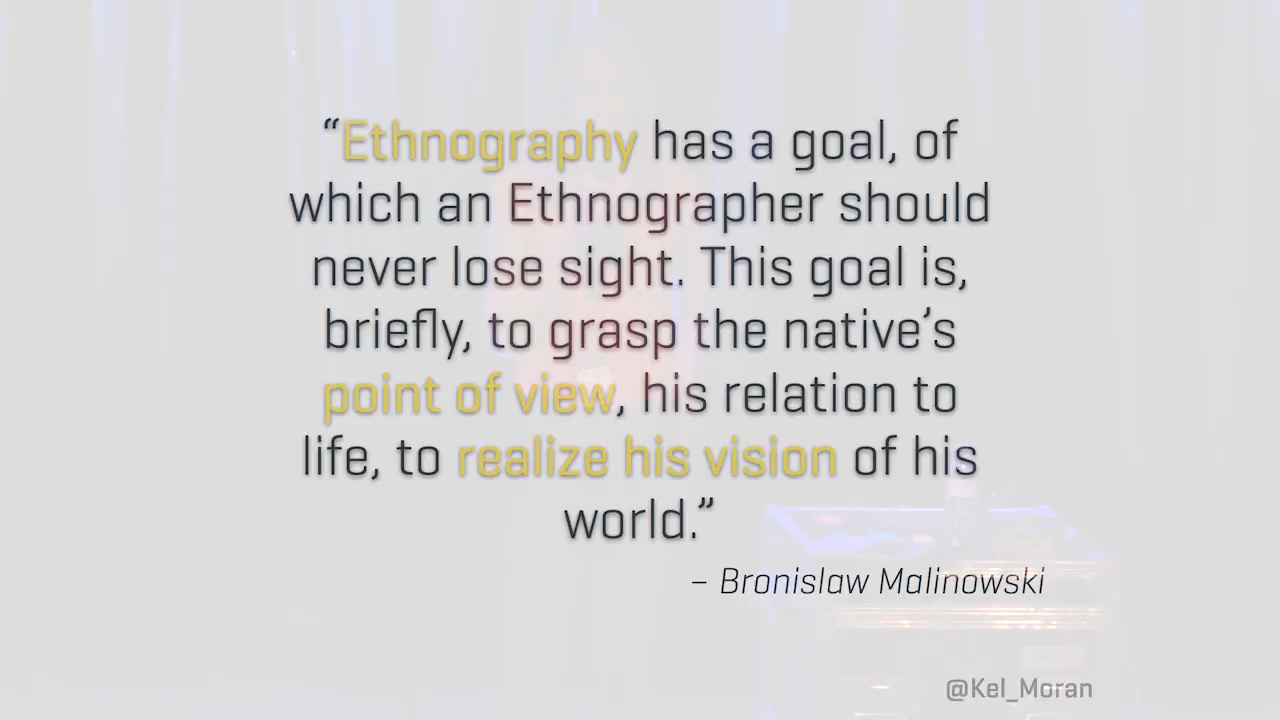 “Ethnography has a goal, of
which an Ethnographer should
never lose sight. This goal is,
briefly, to grasp the native’s
point of view, his relation to
life, to realize his vision of his
world.”
– Bronislaw Malinowski
@Kel_Moran